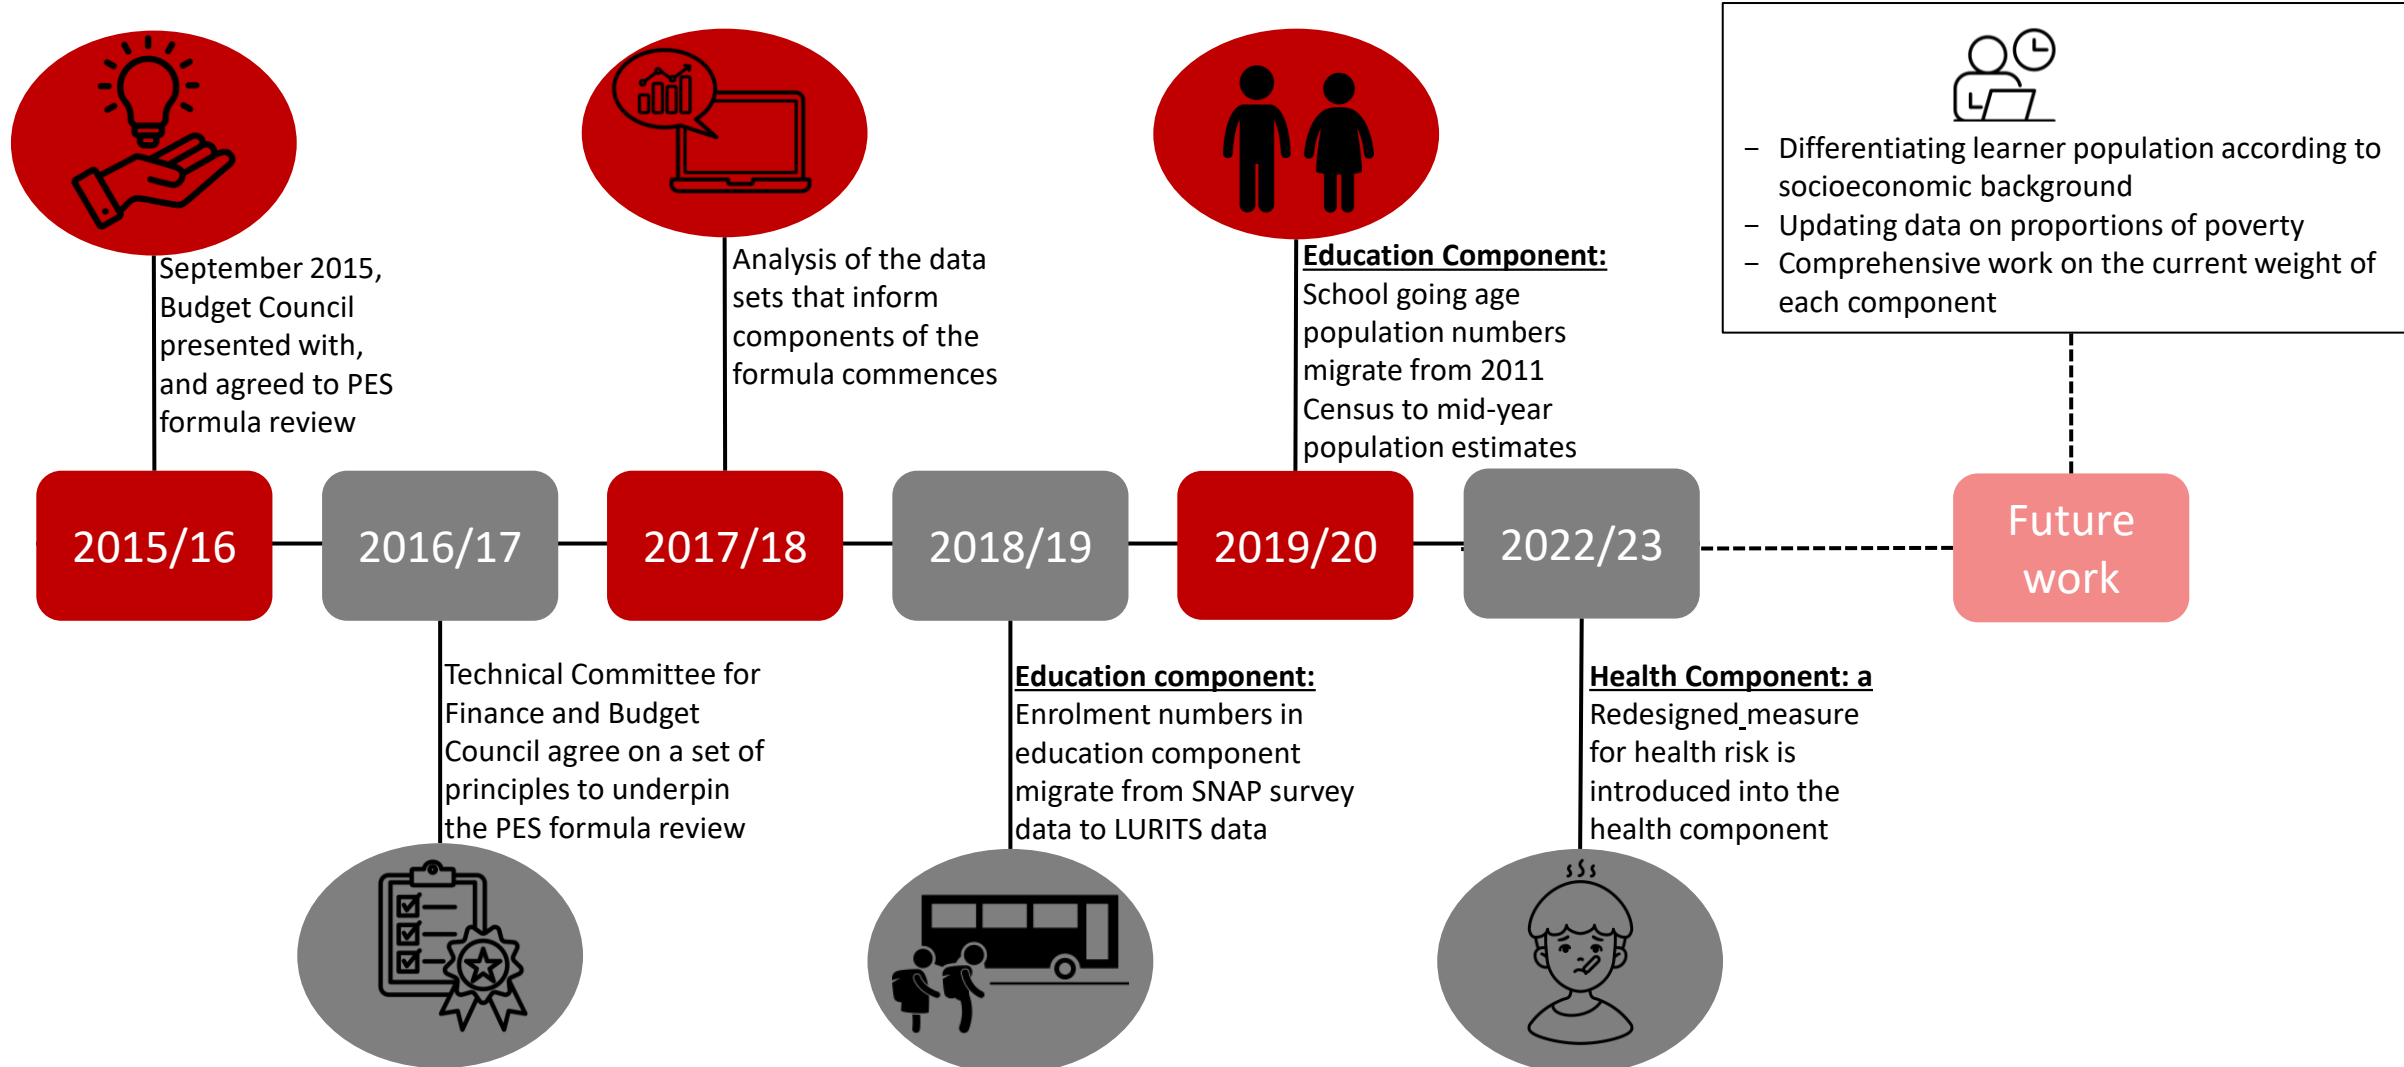 September 2015,
Budget Council
presented with,
and agreed to PES
formula review
Analysis of the data
sets that inform
components of the
formula commences
Education Component:
School going age
population numbers
migrate from 2011
Census to mid-year
population estimates
– Differentiating learner population according to
socioeconomic background
– Updating data on proportions of poverty
– Comprehensive work on the current weight of
each component
2015/16
2016/17
2017/18
2018/19
2019/20
2022/23
Future
work
Technical Committee for
Finance and Budget
Council agree on a set of
principles to underpin
the PES formula review
Education component:
Enrolment numbers in
education component
migrate from SNAP survey
data to LURITS data
Health Component: a
Redesigned measure
for health risk is
introduced into the
health component